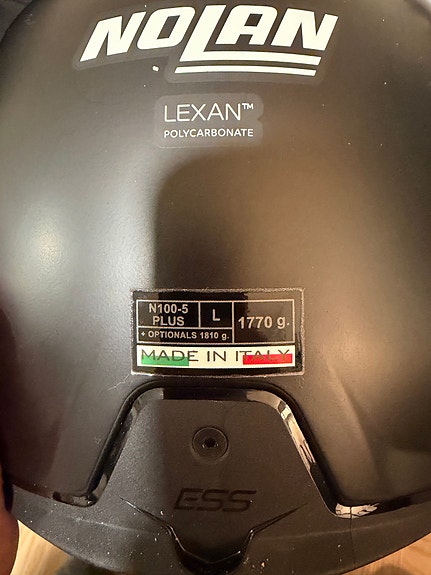 NOLAN
LEXAN™
POLYCARBONATE
N100-5
PLUS
L
1770 g.
+ OPTIONALS 1810 g.
MADE IN ITALY
ESS